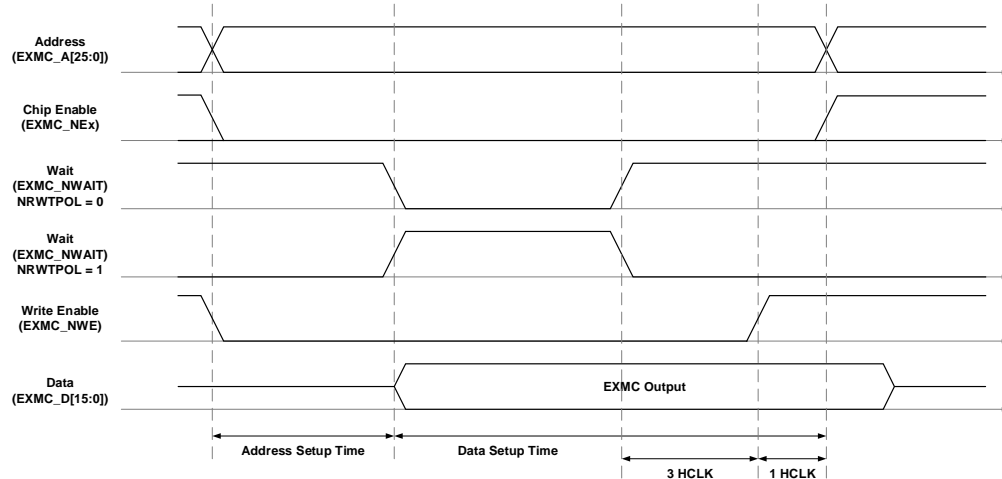 Address
(EXMC_A[25:0])
Chip Enable
(EXMC_NEx)
Wait
(EXMC_NWAIT)
NRWTPOL = 0
Wait
(EXMC_NWAIT)
NRWTPOL = 1
Write Enable
(EXMC_NWE)
Data
(EXMC_D[15:0])
EXMC Output
Address Setup Time
Data Setup Time
3 HCLK
1 HCLK